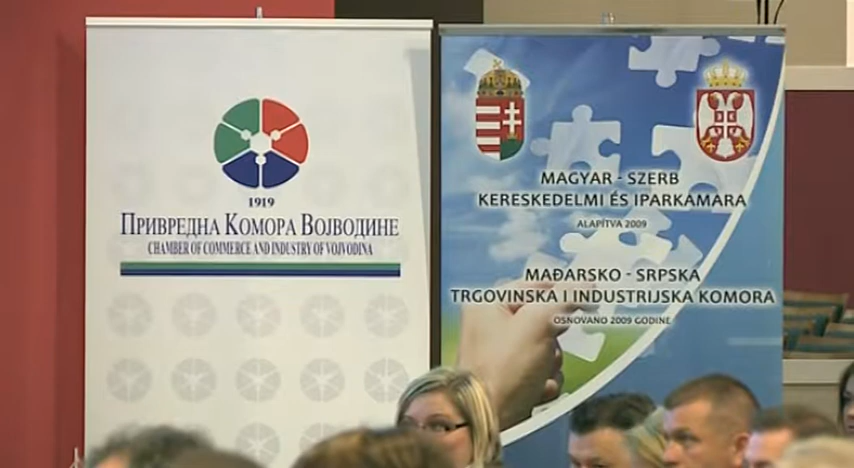 1919
ПРИВРЕДНА КОМОРА ВОЈВОДИНЕ
CHAMBER OF COMMERCE AND INDUSTRY OF VOJVODINA
MAGYAR - SZERB
KERESKEDELMI ÉS IPARKAMARA
ALAPÍTVA 2009
MAĐARSKO - SRPSKA
TRGOVINSKA I INDUSTRIJSKA KOMORA
OSNOVANO 2009 GODINE